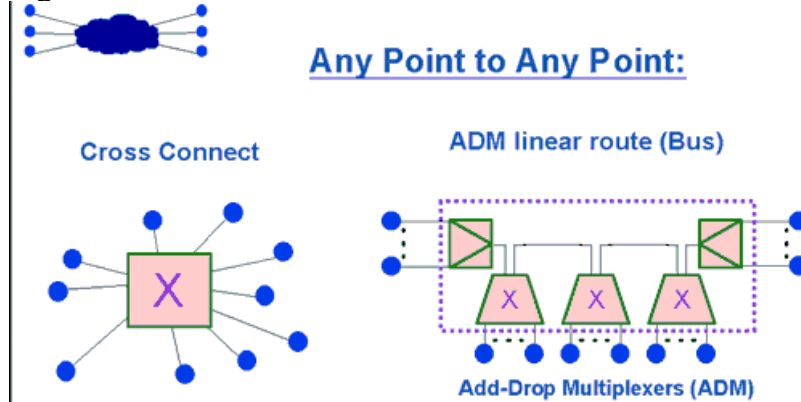 Any Point to Any Point:
Cross Connect
ADM linear route (Bus)
X
X
X
X
Add-Drop Multiplexers (ADM)